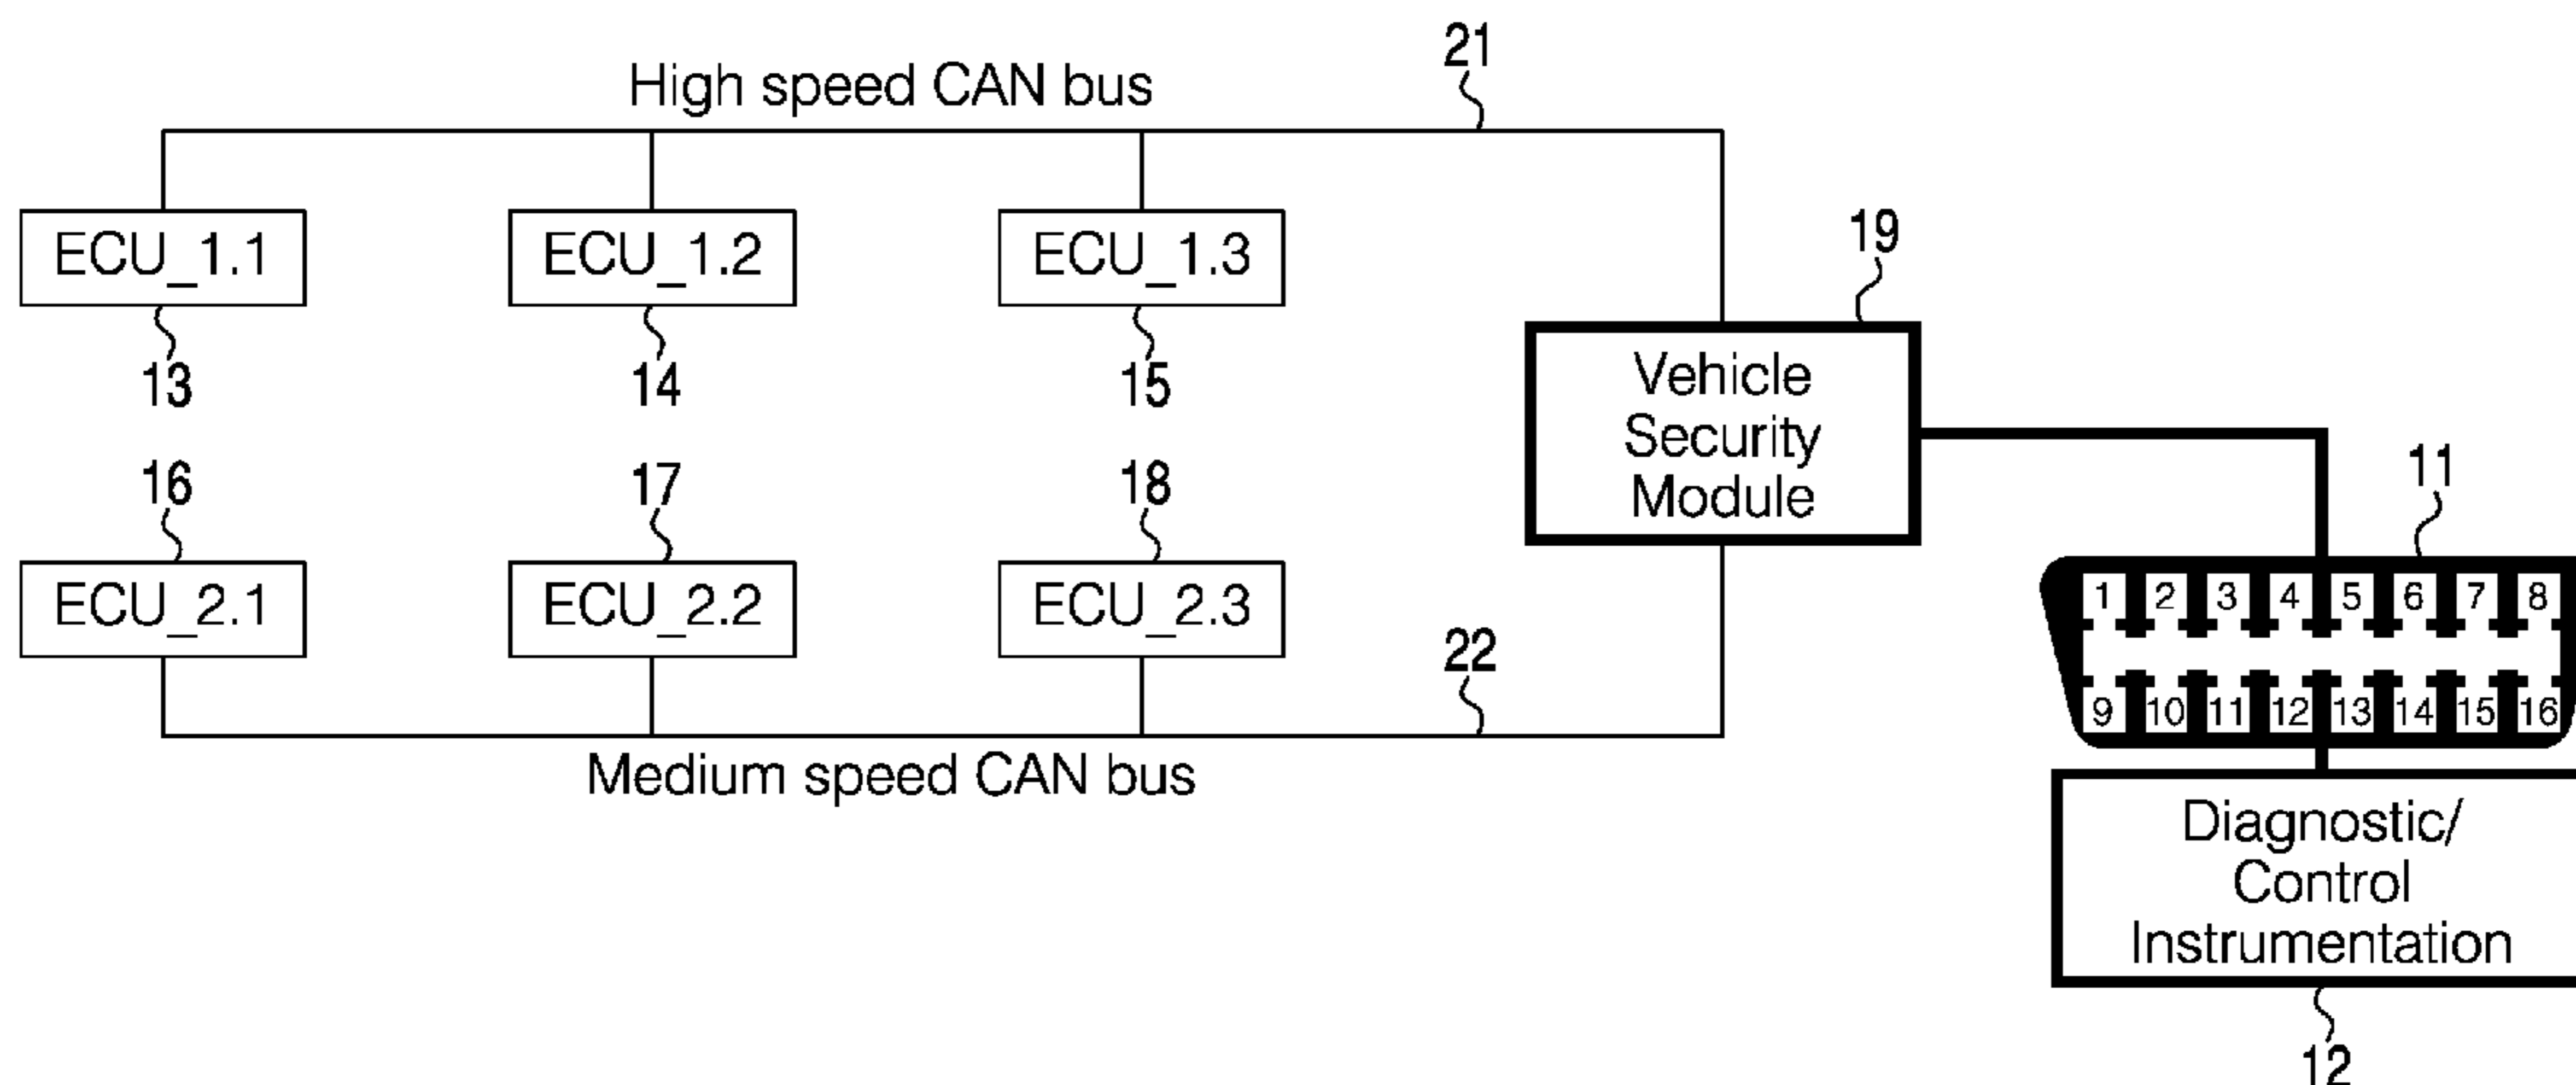 21
High speed CAN bus
ECU_1.1
ECU_1.2
ECU_1.3
19
13
14
15
Vehicle
Security
Module
16
17
18
11
ECU_2.1
ECU_2.2
ECU_2.3
1 2 3 4 5 6 7 8
22
9 10 11 12 13 14 15 16
Medium speed CAN bus
Diagnostic/
Control
Instrumentation
12